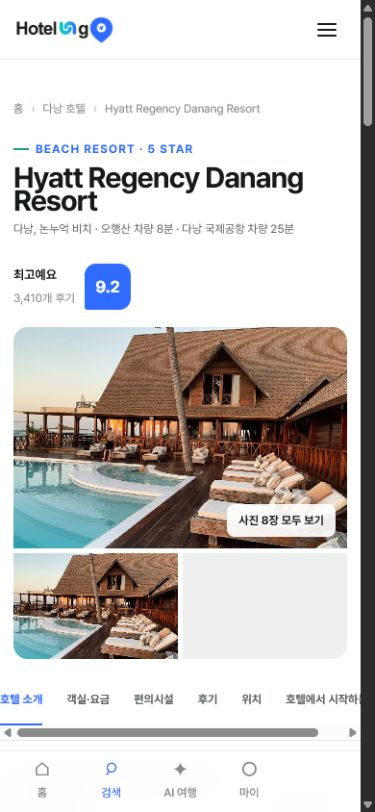 Hotel ng g
홈 › 다낭 호텔 › Hyatt Regency Danang Resort
BEACH RESORT · 5 STAR
Hyatt Regency Danang
Resort
다낭, 논누억 비치 · 오행산 차량 8분 · 다낭 국제공항 차량 25분
최고예요
3,410개 후기
9.2
사진 8장 모두 보기
호텔 소개 객실·요금 편의시설 후기 위치 호텔에서 시작하
홈 검색 AI 여행 마이